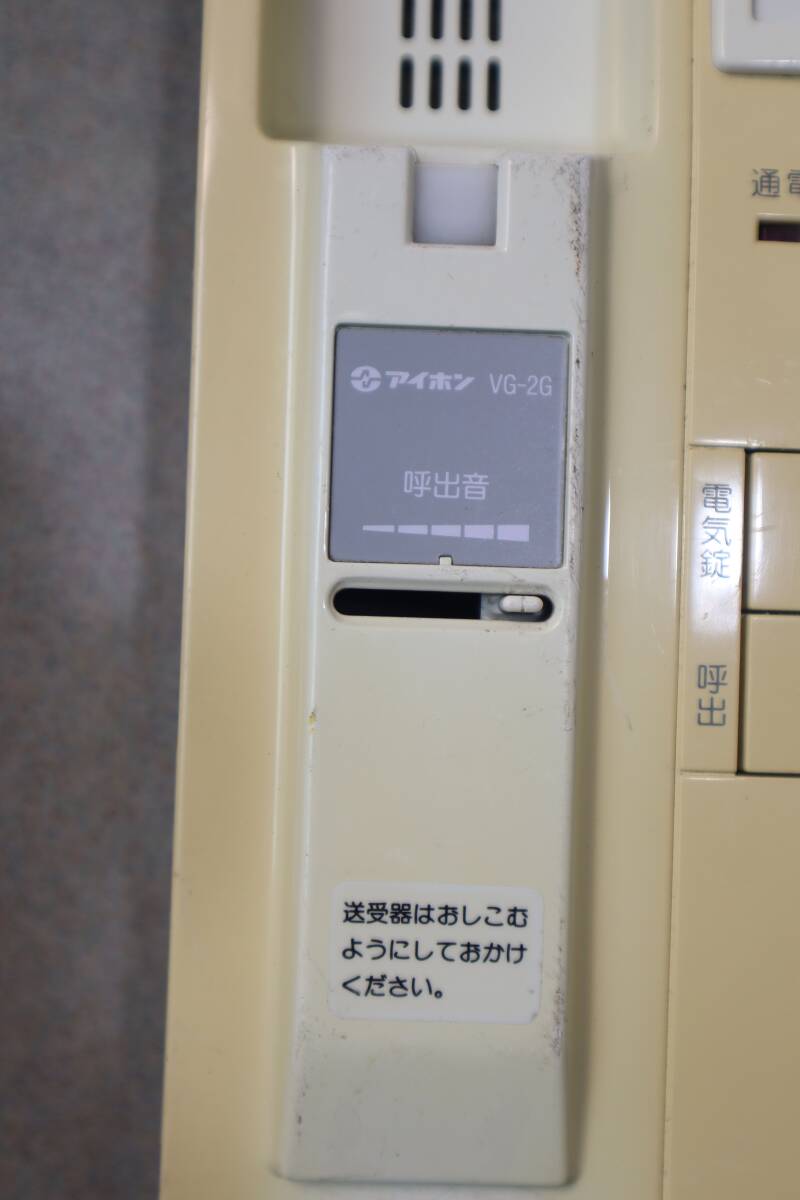 アイホン VG-2G
呼出音
送受器はおしこむ
ようにしておかけ
ください。
通電
電気錠
呼出